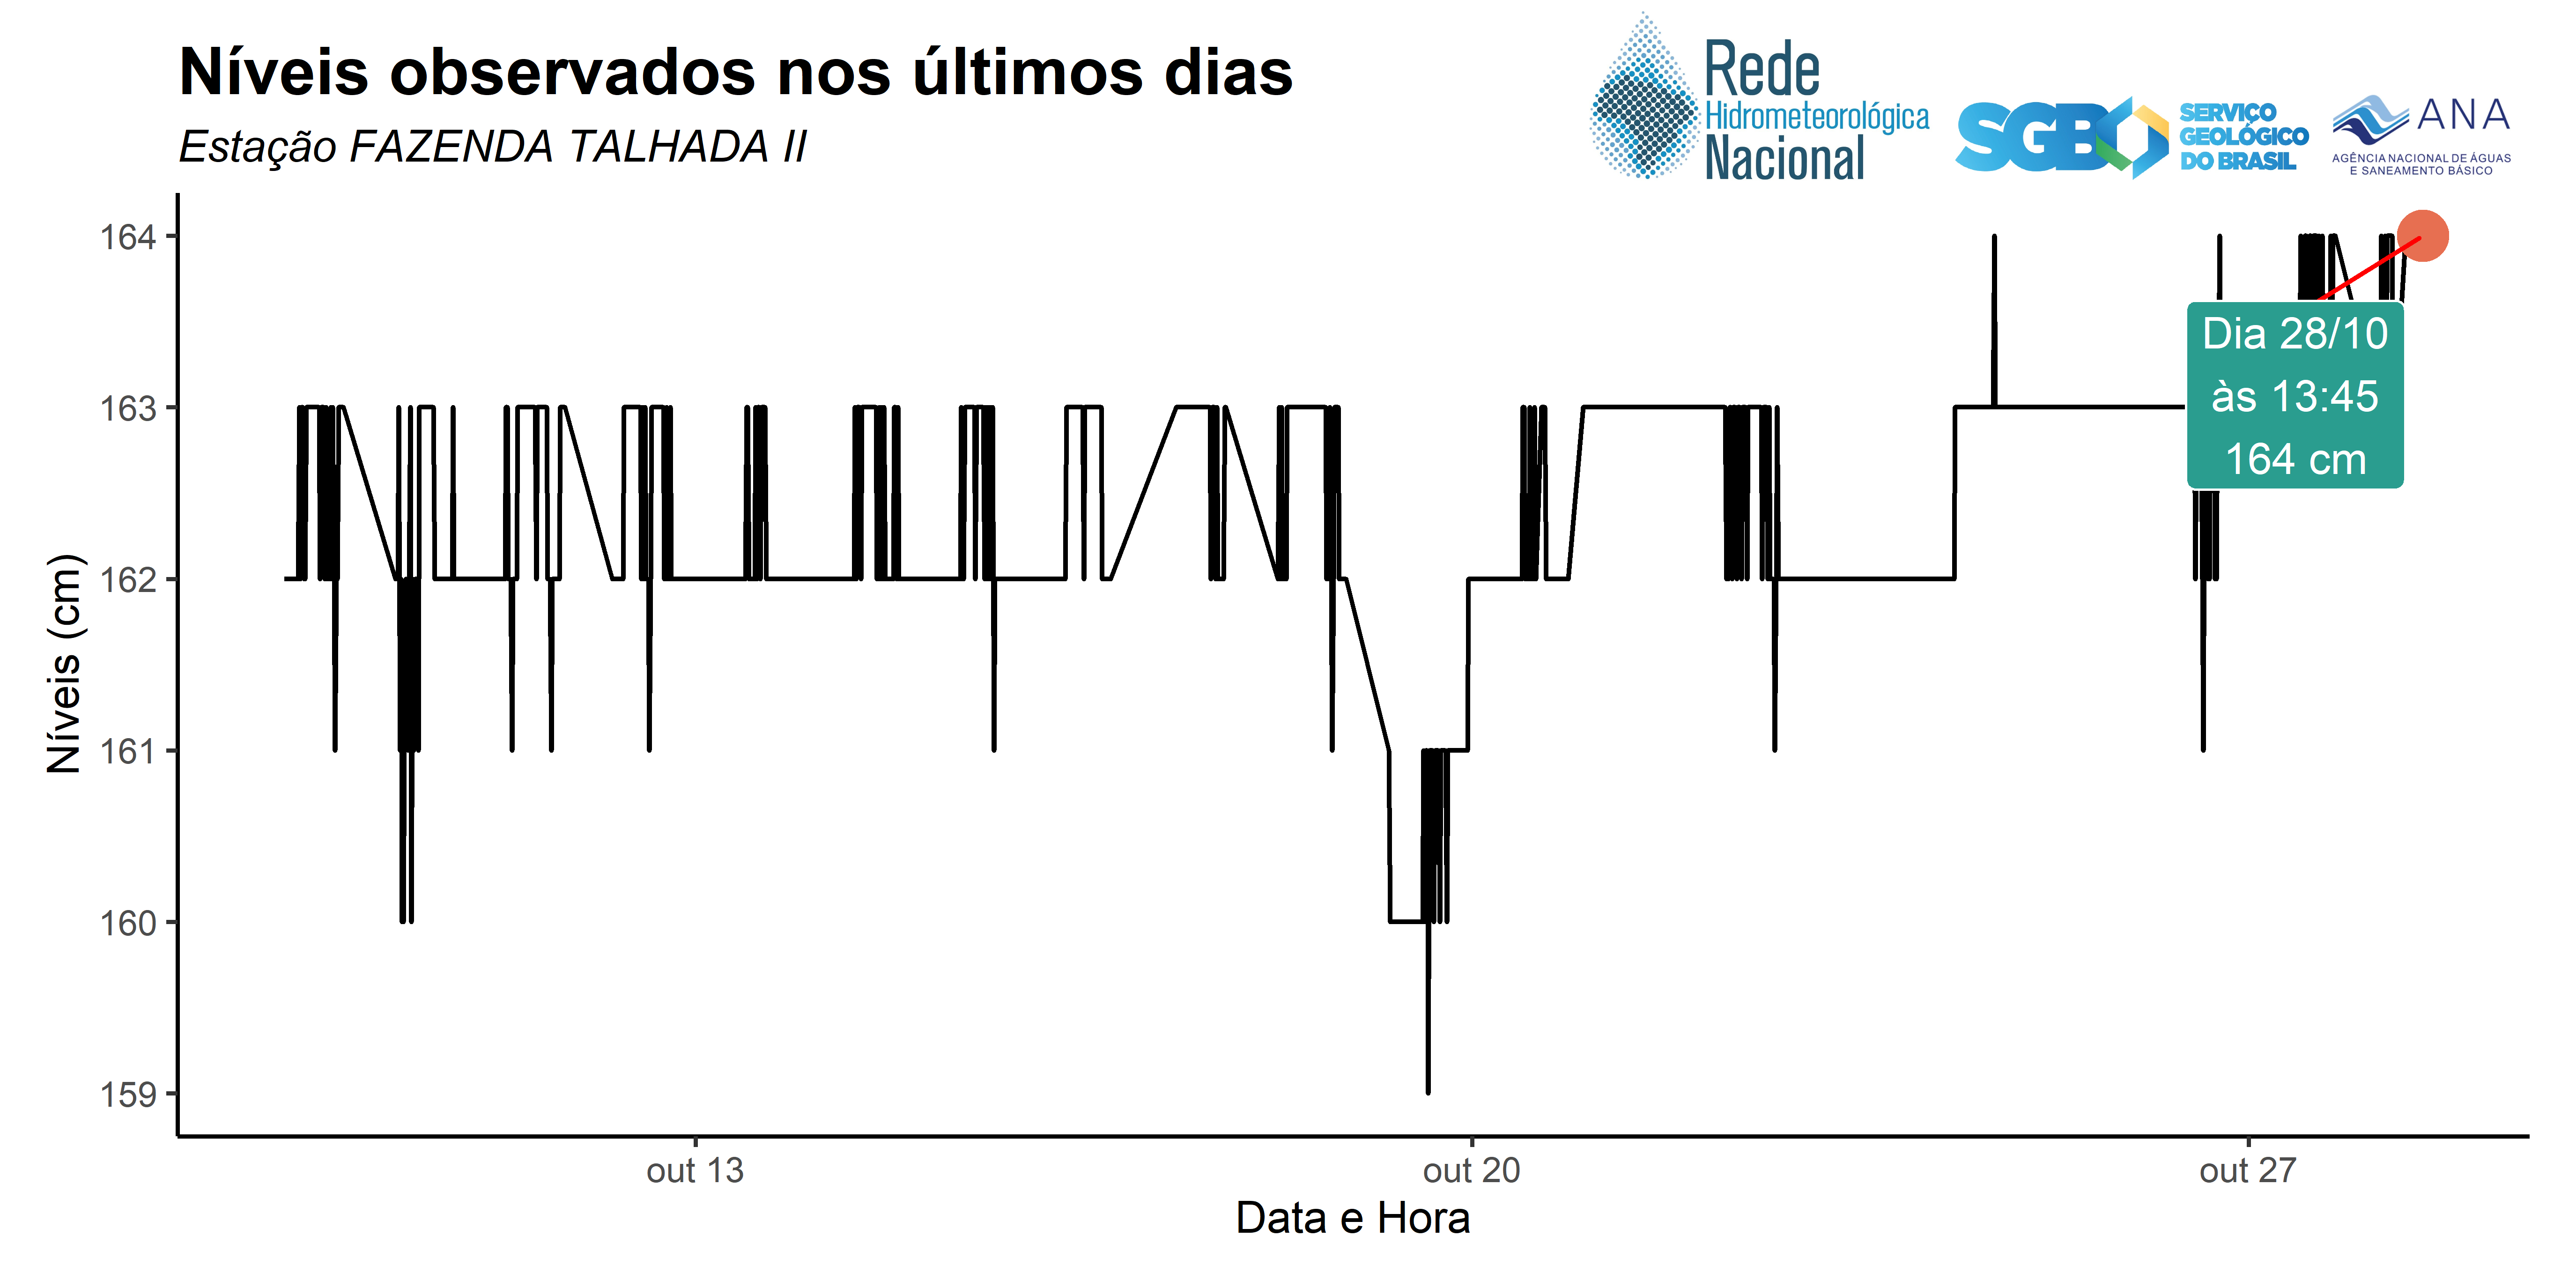 Níveis observados nos últimos dias
Estação FAZENDA TALHADA II
Rede
Hidrometeorológica
Nacional
SGB
SERVIÇO
GEOLÓGICO
DO BRASIL
ANA
AGÊNCIA NACIONAL DE ÁGUAS
E SANEAMENTO BÁSICO
164
163
162
161
160
159
Níveis (cm)
Dia 28/10
às 13:45
164 cm
out 13
out 20
out 27
Data e Hora